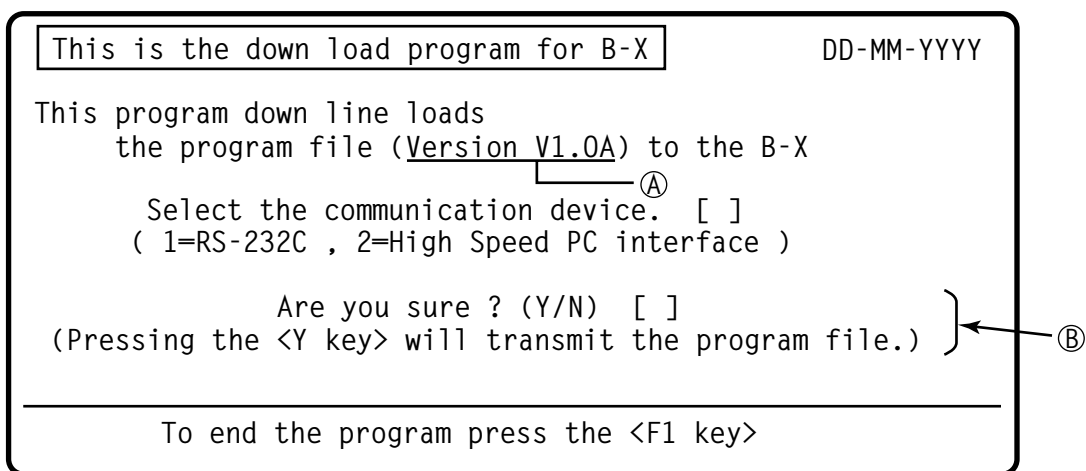 This is the down load program for B-X DD-MM-YYYY
This program down line loads
the program file (Version V1.0A) to the B-X
Ⓐ
Select the communication device. [ ]
( 1=RS-232C , 2=High Speed PC interface )
Are you sure ? (Y/N) [ ]
(Pressing the <Y key> will transmit the program file.)
Ⓑ
To end the program press the <F1 key>